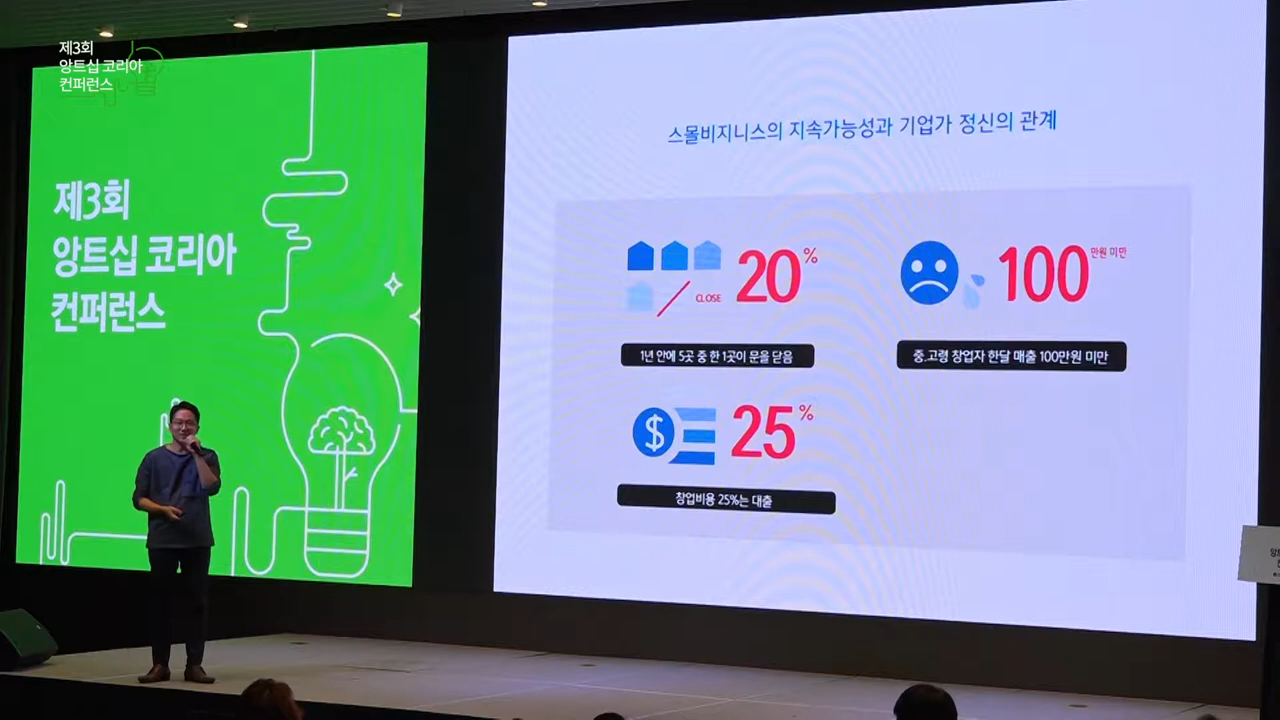 제3회
앙트십 코리아
컨퍼런스
제3회
앙트십 코리아
컨퍼런스
스몰비지니스의 지속가능성과 기업가 정신의 관계
CLOSE
20%
1년 안에 5곳 중 한 1곳이 문을 닫음
100만원 미만
중.고령 창업자 한달 매출 100만원 미만
$
25%
창업비용 25%는 대출